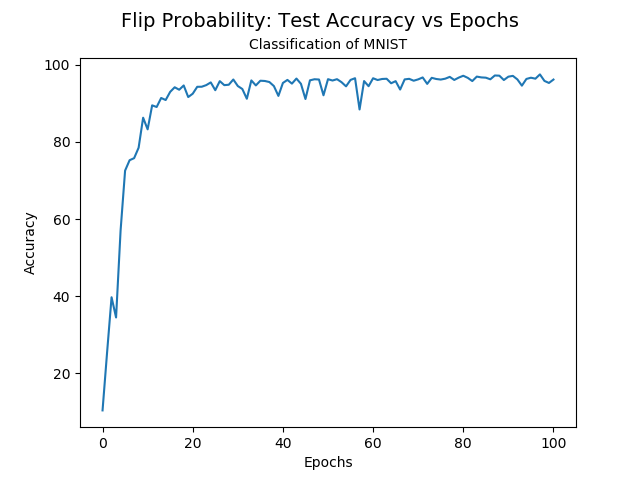 Flip Probability: Test Accuracy vs Epochs
Classification of MNIST
100
80
60
40
20
Accuracy
0 20 40 60 80 100
Epochs